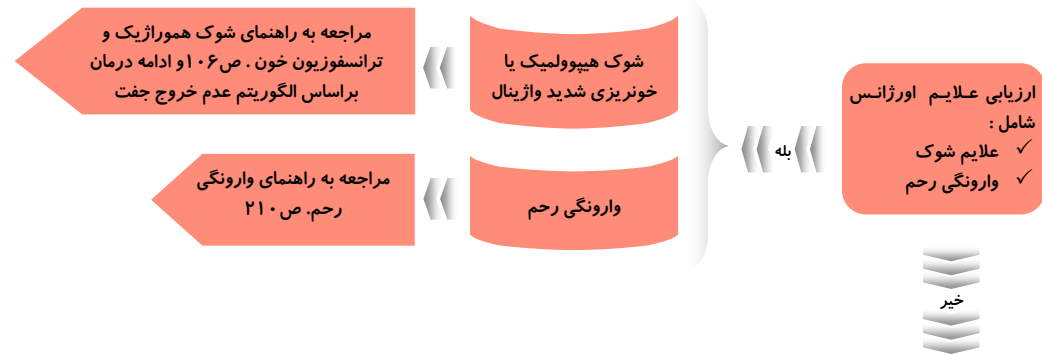 ارزیابی علایم اورژانس
شامل :
✓ علایم شوک
✓ وارونگی رحم
بله
شوک هیپوولمیک یا
خونریزی شدید واژینال
مراجعه به راهنمای شوک هموراژیک و
ترانسفوزیون خون . ص۱۰۶و ادامه درمان
براساس الگوریتم عدم خروج جفت
وارونگی رحم
مراجعه به راهنمای وارونگی
رحم. ص۲۱۰
خیر